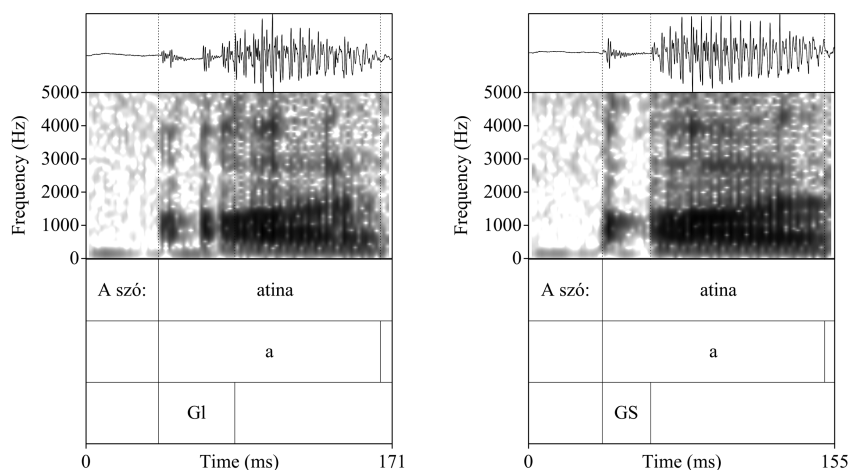 5000
4000
3000
2000
1000
0
Frequency (Hz)
A szó:
atina
a
Gl
0
Time (ms)
171
5000
4000
3000
2000
1000
0
Frequency (Hz)
A szó:
atina
a
GS
0
Time (ms)
155